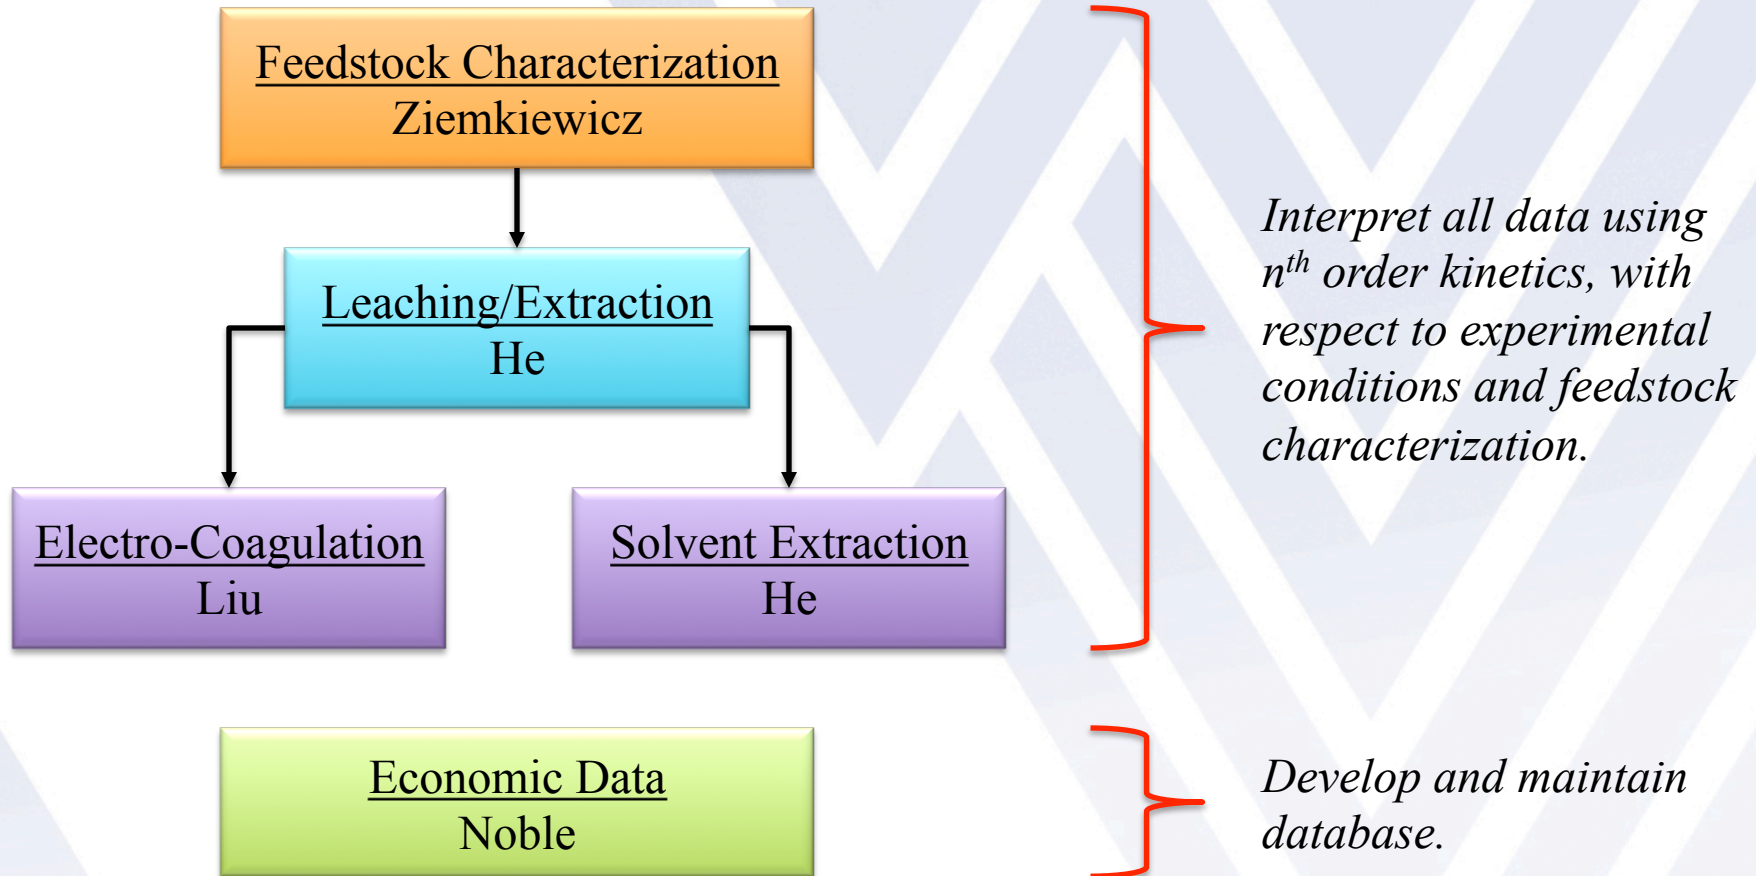 Feedstock Characterization
Ziemkiewicz
Leaching/Extraction
He
Electro-Coagulation
Liu
Solvent Extraction
He
Interpret all data using
nth order kinetics, with
respect to experimental
conditions and feedstock
characterization.
Economic Data
Noble
Develop and maintain
database.